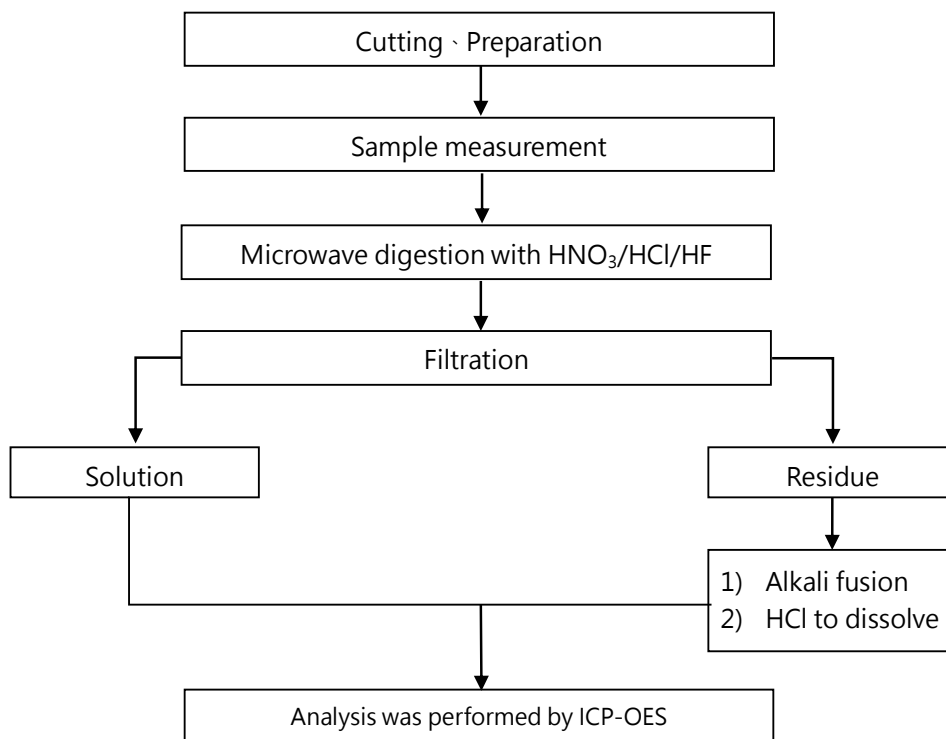 Cutting、Preparation
Sample measurement
Microwave digestion with HNO₃/HCl/HF
Filtration
Solution
Residue
1) Alkali fusion
2) HCl to dissolve
Analysis was performed by ICP-OES